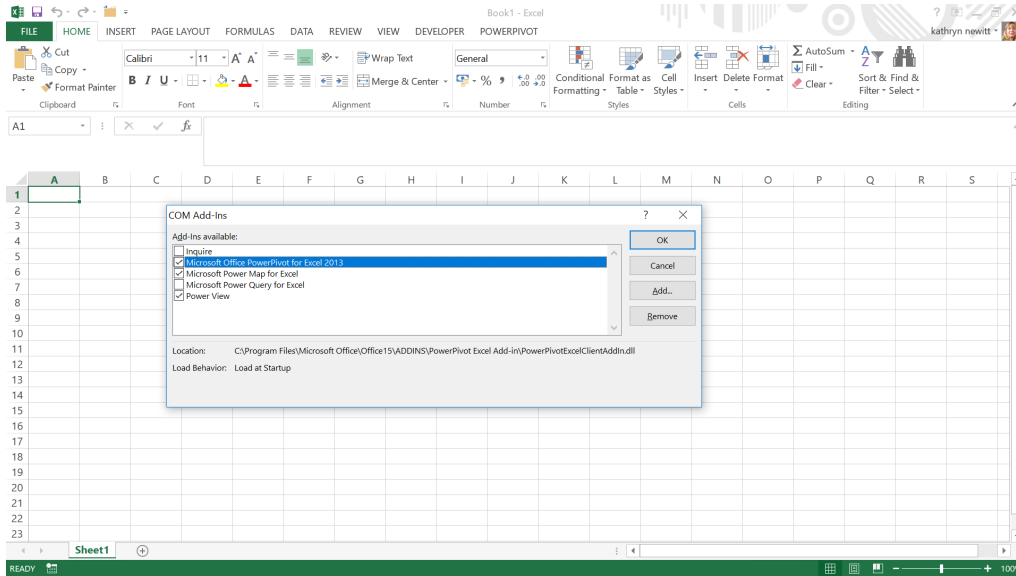 Book1 - Excel
?
FILE HOME INSERT PAGE LAYOUT FORMULAS DATA REVIEW VIEW DEVELOPER POWERPIVOT kathryn newitt
Paste
Cut
Copy
Format Painter
Clipboard
Calibri 11 A A
B I U A
Font
Wrap Text
Merge & Center
Alignment
General
% , .0 .00 .00 .0
Number
Conditional Formatting
Format as Table
Cell Styles
Styles
Insert Delete Format
Cells
AutoSum
Fill
Clear
Sort & Filter
Find & Select
Editing
A1 fx
A B C D E F G H I J K L M N O P Q R S
1
2
3
4
5
6
7
8
9
10
11
12
13
14
15
16
17
18
19
20
21
22
23
COM Add-Ins ?
Add-Ins available:
Inquire
Microsoft Office PowerPivot for Excel 2013
Microsoft Power Map for Excel
Microsoft Power Query for Excel
Power View
OK
Cancel
Add...
Remove
Location: C:\Program Files\Microsoft Office\Office15\ADDINS\PowerPivot Excel Add-in\PowerPivotExcelClientAddIn.dll
Load Behavior: Load at Startup
Sheet1
READY 100%